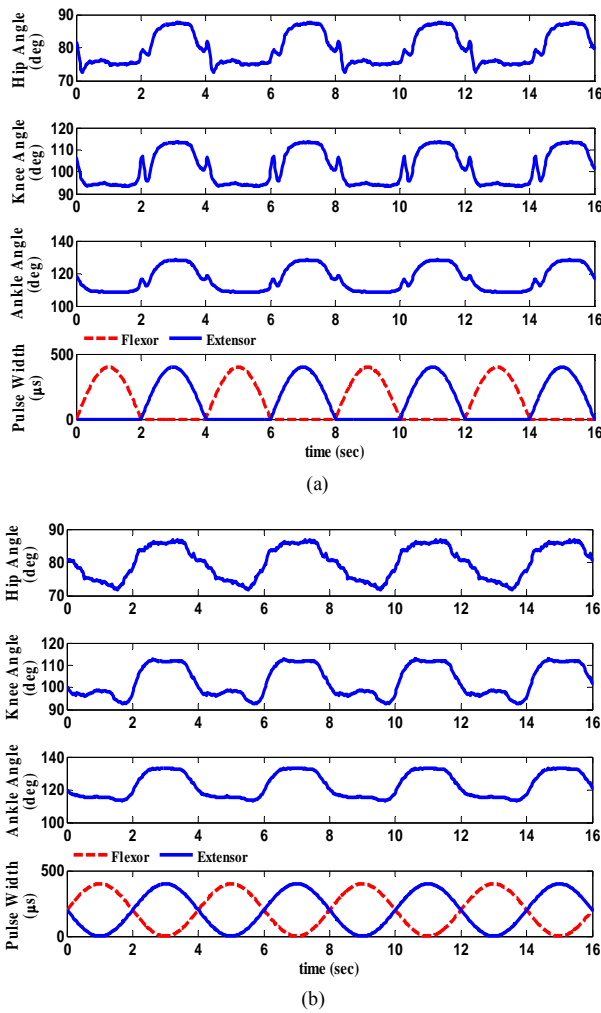 Hip Angle
(deg)
90
80
70
0 2 4 6 8 10 12 14 16
Knee Angle
(deg)
120
110
100
90
0 2 4 6 8 10 12 14 16
Ankle Angle
(deg)
140
120
100
0 2 4 6 8 10 12 14 16
Flexor Extensor
Pulse Width
(μs)
500
0
0 2 4 6 8 10 12 14 16
time (sec)
(a)
Hip Angle
(deg)
90
80
70
0 2 4 6 8 10 12 14 16
Knee Angle
(deg)
120
110
100
90
0 2 4 6 8 10 12 14 16
Ankle Angle
(deg)
140
120
100
0 2 4 6 8 10 12 14 16
Flexor Extensor
Pulse Width
(μs)
500
0
0 2 4 6 8 10 12 14 16
time (sec)
(b)